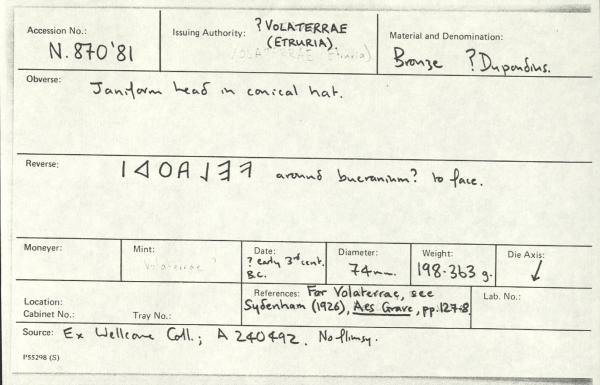 Accession No.: N.870'81
Issuing Authority: ? VOLATERRAE
(ETRURIA).
VOLATERRAE (Etruria)
Material and Denomination:
Bronze ?Dupondius.
Obverse:
Janiform head in conical hat.
Reverse:
around bucranium? to face.
Moneyer:
Mint:
Volaterrae ?
Date:
? early 3rd cent.
B.C.
Diameter:
74mm.
Weight:
198.363 g.
Die Axis:
↙
Location:
Cabinet No.:
Tray No.:
References: For Volaterrae, see
Sydenham (1926), Aes Grave, pp.127-8
Lab. No.:
Source: Ex Wellcome Coll.; A 240492. No flimsy.
P55298 (S)